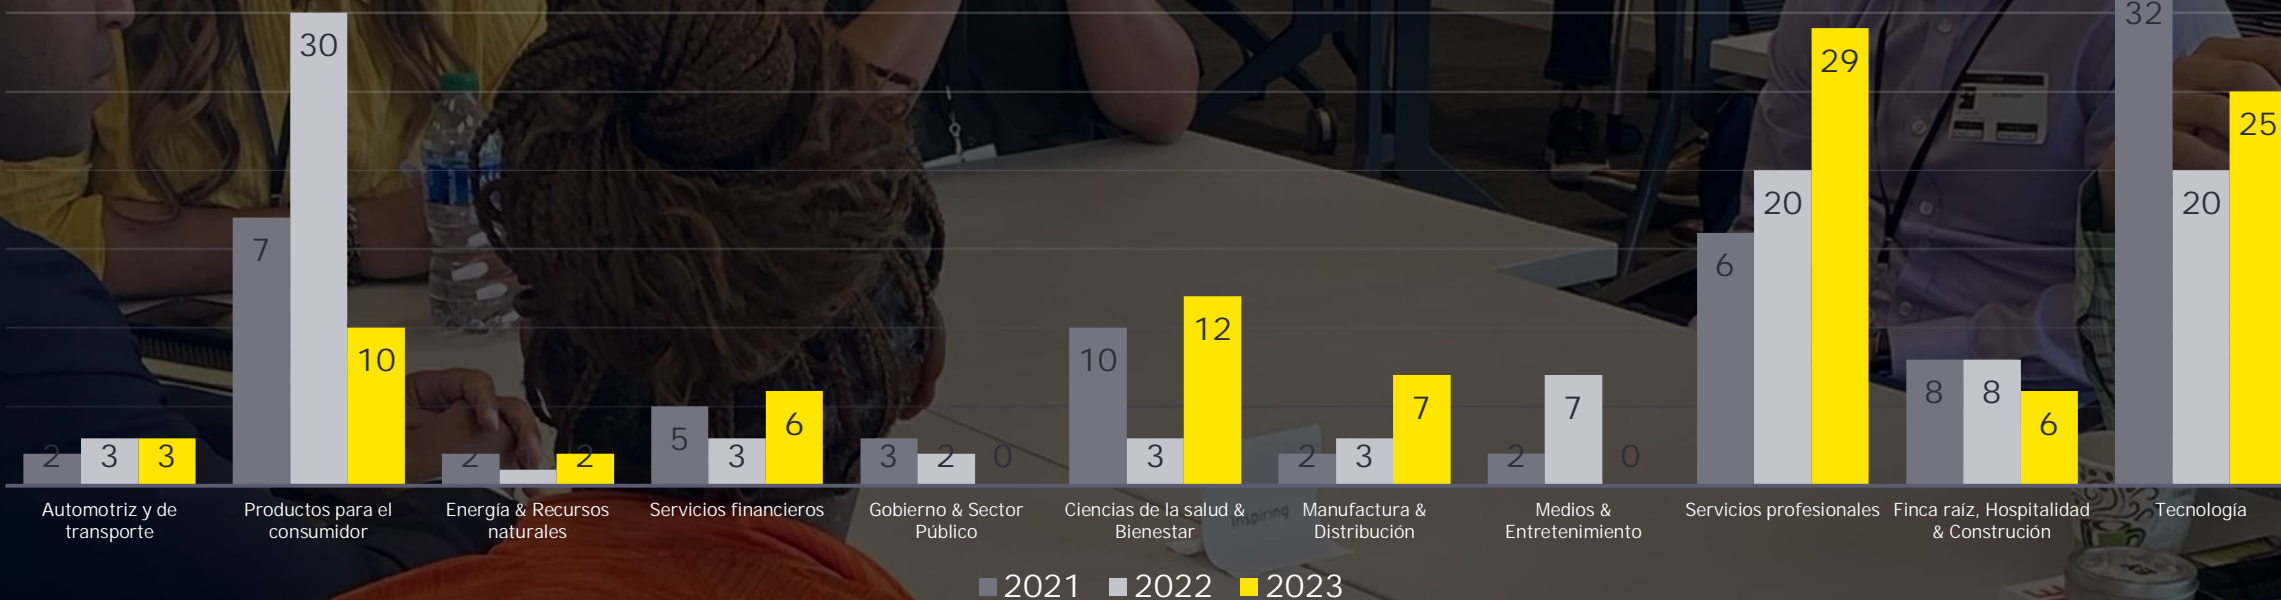 32
30
29
25
7
20
20
6
12
10
10
8
8
7
7
6
6
5
3
2
3
3
2
2
3
3
2
0
3
2
3
2
0
Automotriz y de
transporte
Productos para el
consumidor
Energía & Recursos
naturales
Servicios financieros
Gobierno & Sector
Público
Ciencias de la salud &
Bienestar
Manufactura &
Distribución
Medios &
Entretenimiento
Servicios profesionales
Finca raíz, Hospitalidad
& Construción
Tecnología
inspiring
2021 2022 2023